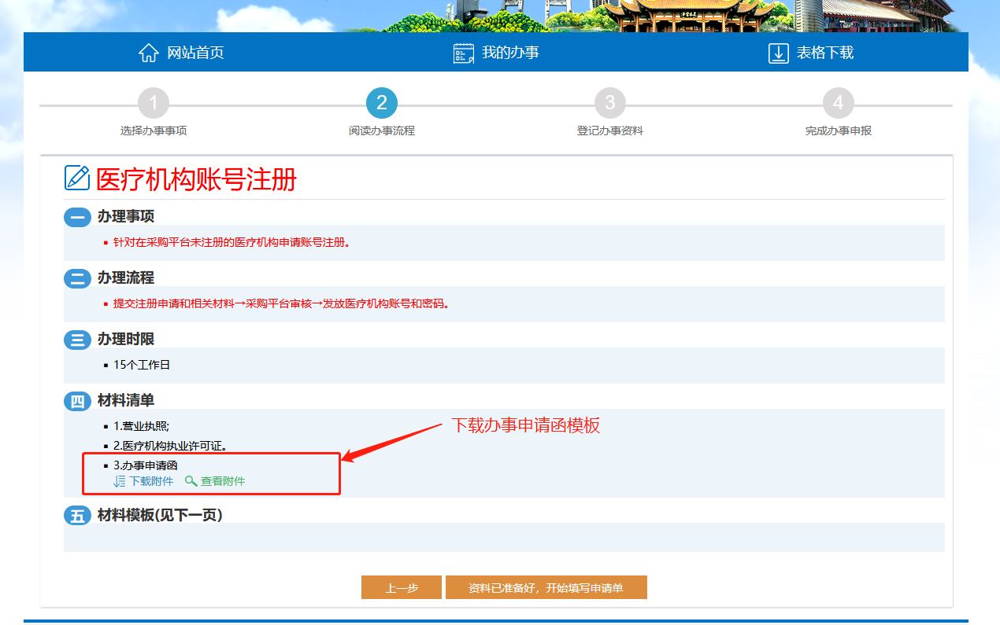 网站首页
我的办事
表格下载
1
2
3
4
选择办事事项
阅读办事流程
登记办事资料
完成办事申报
医疗机构账号注册
一 办理事项
▪ 针对在采购平台未注册的医疗机构申请账号注册。
二 办理流程
▪ 提交注册申请和相关材料→采购平台审核→发放医疗机构账号和密码。
三 办理时限
▪ 15个工作日
四 材料清单
▪ 1.营业执照;
下载办事申请函模板
▪ 2.医疗机构执业许可证。
▪ 3.办事申请函
下载附件 查看附件
五 材料模板(见下一页)
上一步 资料已准备好，开始填写申请单